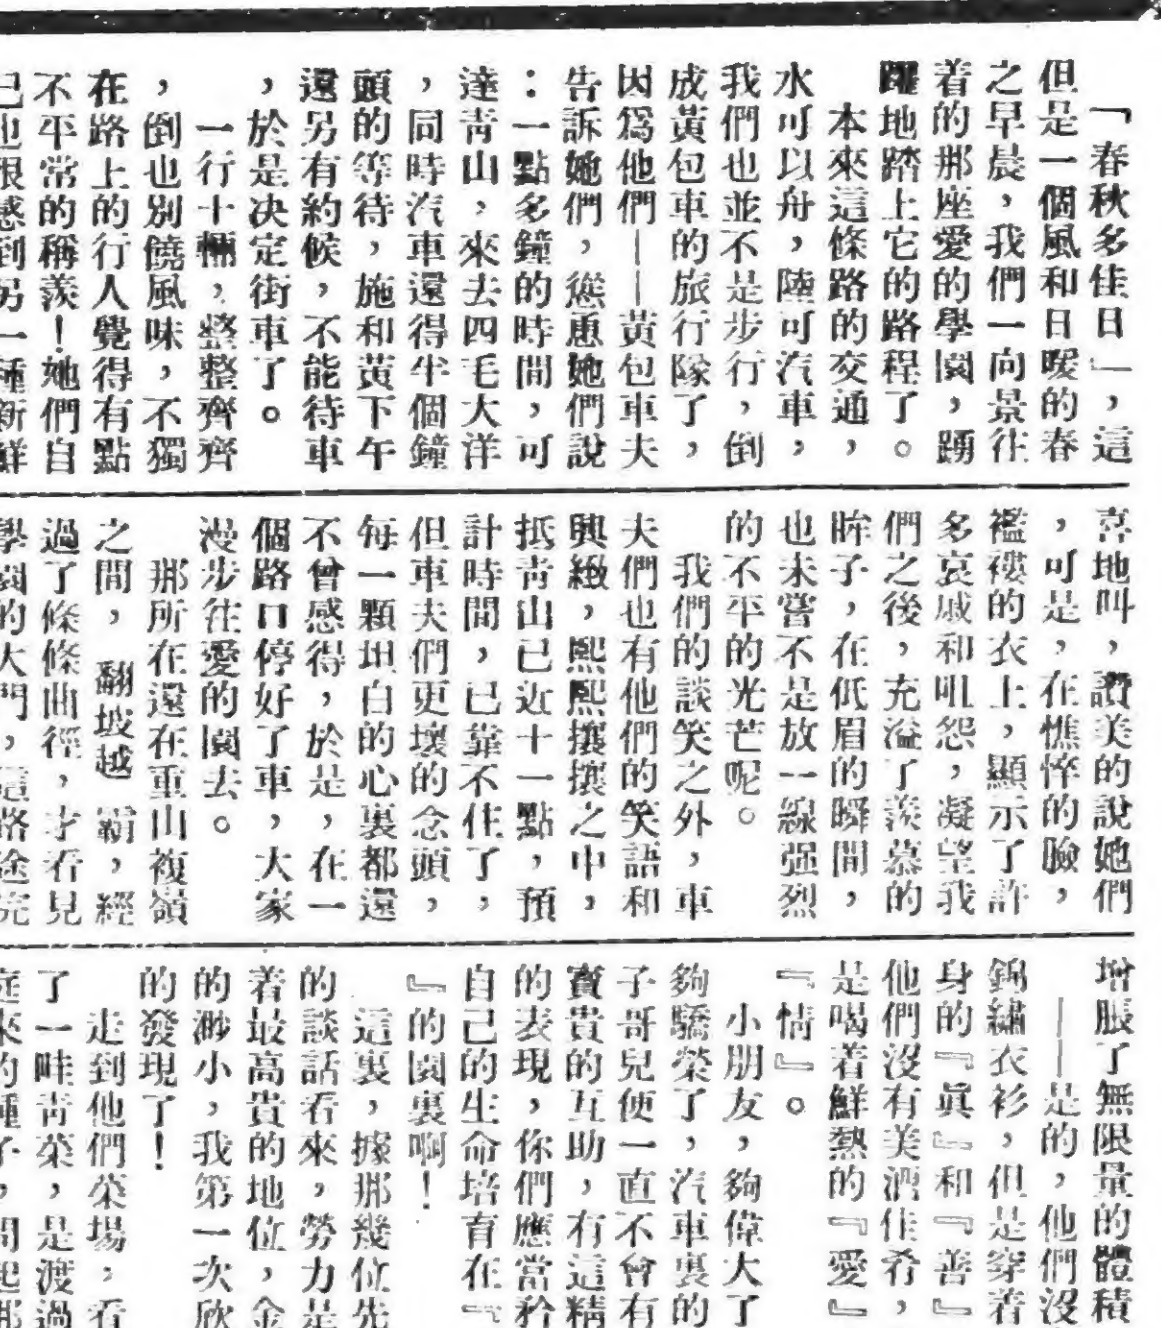 「春秋多佳日」，這
但是一個風和日暖的春
之早晨，我們一向景往
着的那座愛的學園，踴
躍地踏上它的路程了。
本來這條路的交通，
水可以舟，陸可汽車，
我們也並不是步行，倒
成黃包車的旅行隊了，
因爲他們——黃包車夫
告訴她們，慫恿她們說
：一點多鐘的時間，可
達青山，來去四毛大洋
，同時汽車還得半個鐘
頭的等待，施和黃下午
還另有約候，不能待車
，於是决定街車了。
一行十輛，整整齊齊
，倒也別饒風味，不獨
在路上的行人覺得有點
不平常的稱羨！她們自
已也很感到另一種新鮮
喜地叫，讚美的說她們
，可是，在憔悴的臉，
襤褸的衣上，顯示了許
多哀戚和咀怨，凝望我
們之後，充溢了羨慕的
眸子，在低眉的瞬間，
也未嘗不是放一線强烈
的不平的光芒呢。
我們的談笑之外，車
夫們也有他們的笑語和
興緻，熙熙攘攘之中，
抵青山已近十一點，預
計時間，已靠不住了，
但車夫們更壞的念頭，
每一顆坦白的心裏都還
不曾感得，於是，在一
個路口停好了車，大家
漫步往愛的園去。
那所在還在重山複嶺
之間，翻坡越嶺，經
過了條條曲徑，才看見
學園的大門，這路途完
增脹了無限量的體積
——是的，他們沒
錦繡衣衫，但是穿着
身的『眞』和『善』
他們沒有美酒佳肴，
是喝着鮮熱的『愛』
『情』。
小朋友，夠偉大了
夠驕榮了，汽車裏的
子哥兒便一直不會有
寶貴的互助，有這精
的表現，你們應當矜
自己的生命培育在『
』的園裏啊！
這裏，據那幾位先
的談話看來，勞力是
着最高貴的地位，金
的渺小，我第一次欣
的發現了！
走到他們菜場，看
了一畦青菜，是渡過
來的種子，問起那